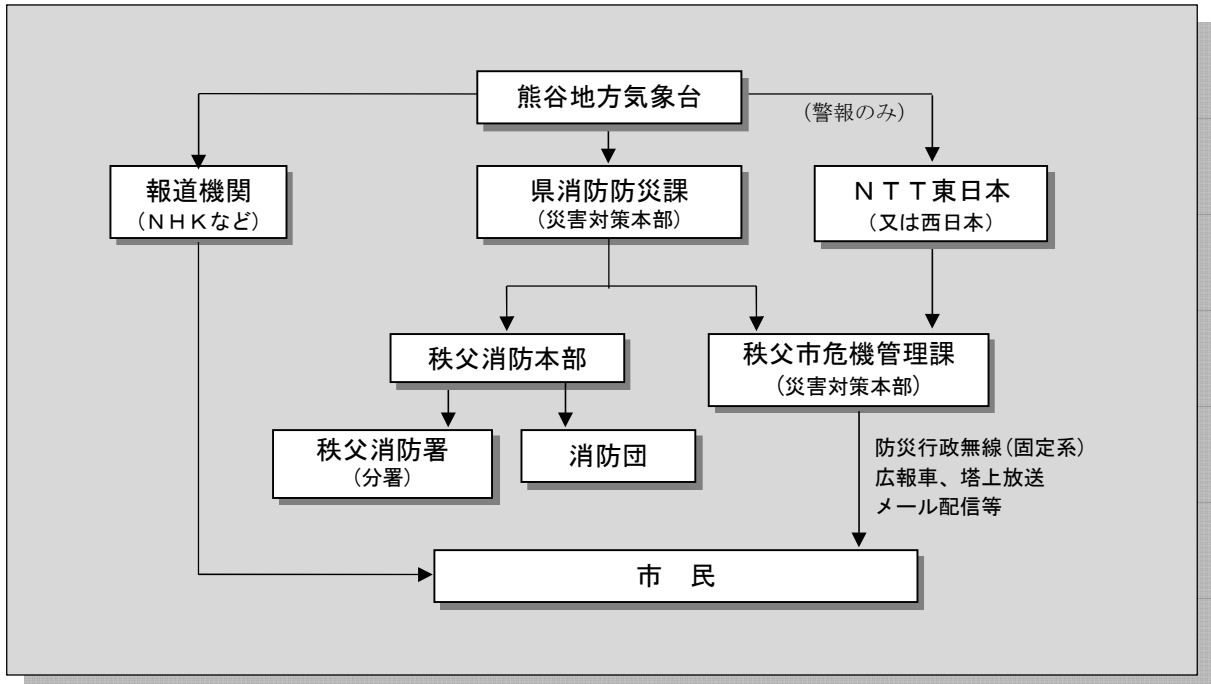 熊谷地方気象台
(警報のみ)
報道機関
(ＮＨＫなど)
県消防防災課
(災害対策本部)
ＮＴＴ東日本
(又は西日本)
秩父消防本部
秩父市危機管理課
(災害対策本部)
秩父消防署
(分署)
消防団
防災行政無線(固定系)
広報車、塔上放送
メール配信等
市　民